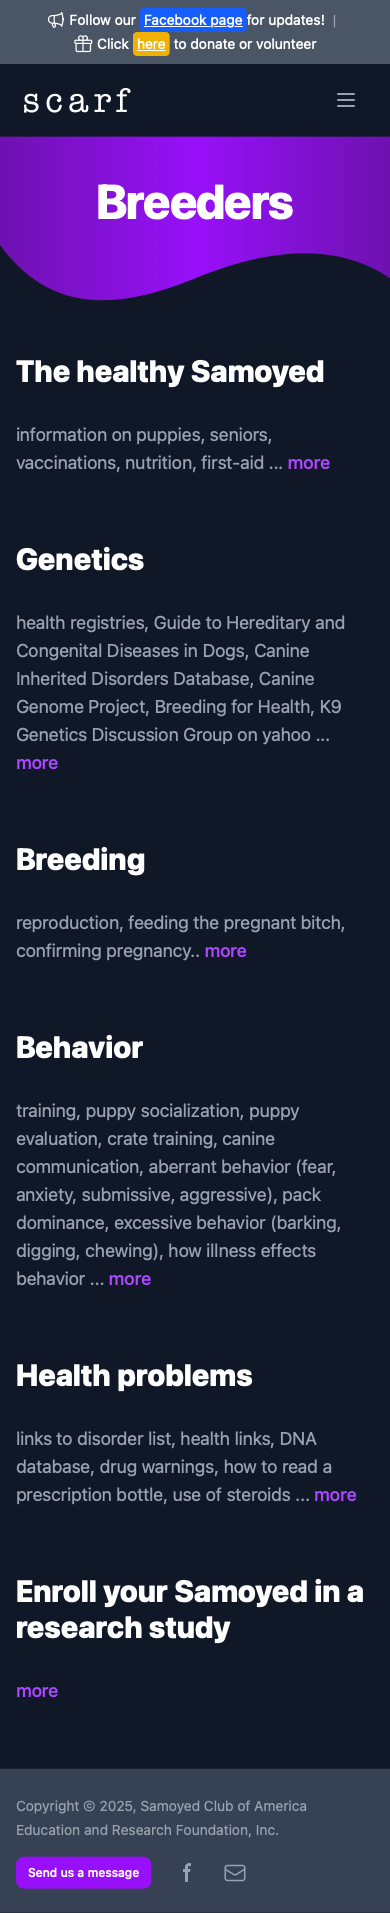 Follow our Facebook page for updates! |
Click here to donate or volunteer
scarf
Breeders
The healthy Samoyed
information on puppies, seniors,
vaccinations, nutrition, first-aid ... more
Genetics
health registries, Guide to Hereditary and
Congenital Diseases in Dogs, Canine
Inherited Disorders Database, Canine
Genome Project, Breeding for Health, K9
Genetics Discussion Group on yahoo ...
more
Breeding
reproduction, feeding the pregnant bitch,
confirming pregnancy.. more
Behavior
training, puppy socialization, puppy
evaluation, crate training, canine
communication, aberrant behavior (fear,
anxiety, submissive, aggressive), pack
dominance, excessive behavior (barking,
digging, chewing), how illness effects
behavior ... more
Health problems
links to disorder list, health links, DNA
database, drug warnings, how to read a
prescription bottle, use of steroids ... more
Enroll your Samoyed in a
research study
more
Copyright © 2025, Samoyed Club of America
Education and Research Foundation, Inc.
Send us a message